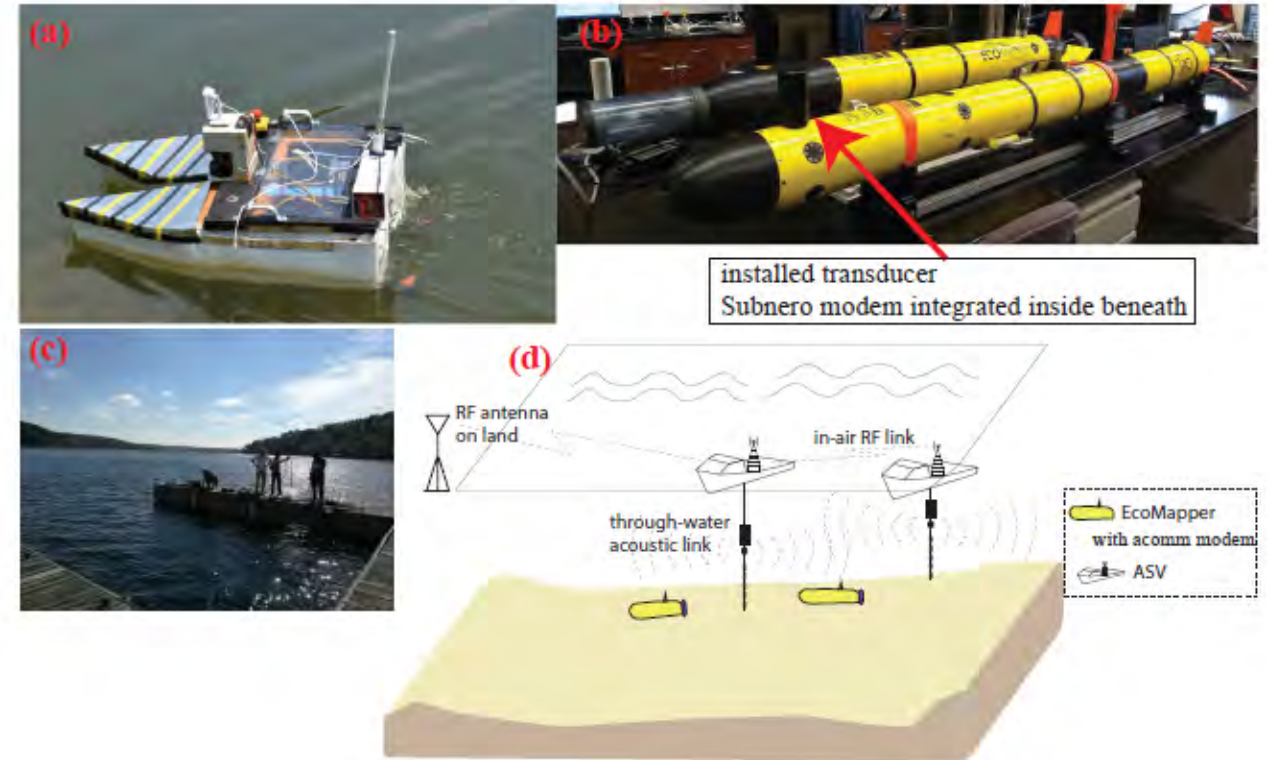 (a)
(b)
eco
installed transducer
Subnero modem integrated inside beneath
(c)
(d)
RF antenna
on land
in-air RF link
through-water
acoustic link
EcoMapper
with acomm modem
ASV